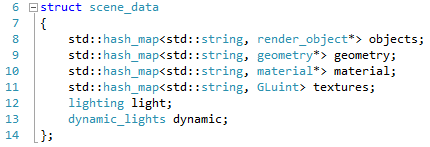 6 struct scene_data
7 {
8 std::hash_map<std::string, render_object*> objects;
9 std::hash_map<std::string, geometry*> geometry;
10 std::hash_map<std::string, material*> material;
11 std::hash_map<std::string, GLuint> textures;
12 lighting light;
13 dynamic_lights dynamic;
14 };